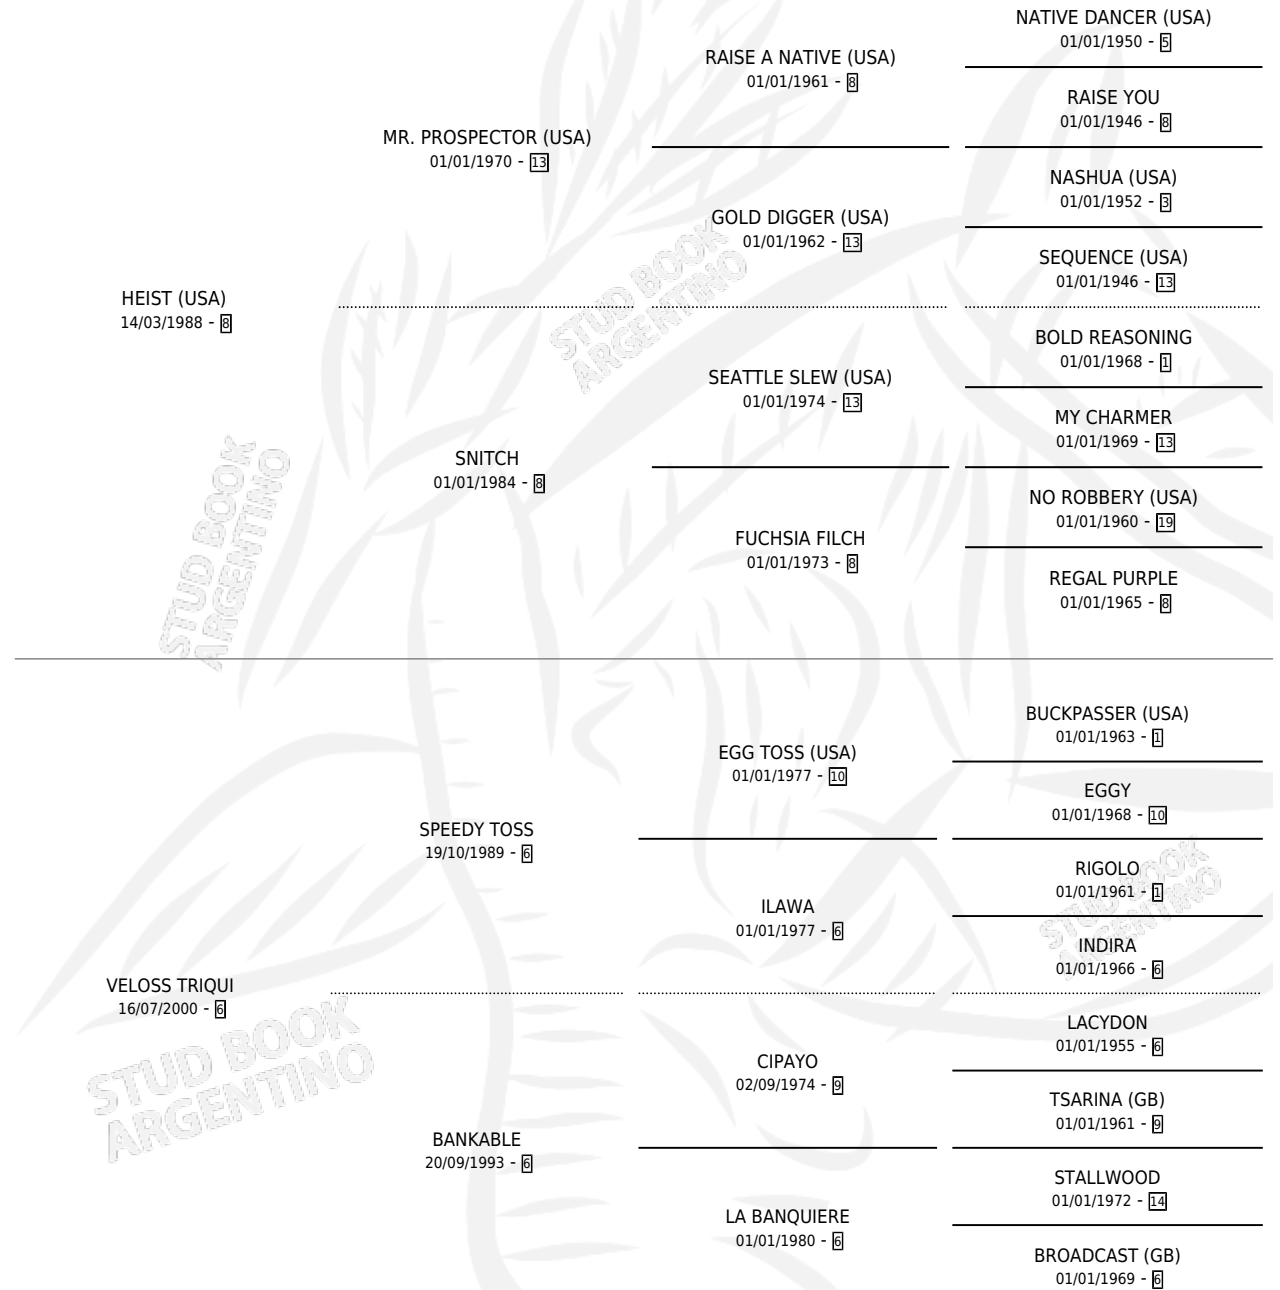 NATIVE DANCER (USA)
01/01/1950 - 5
RAISE A NATIVE (USA)
01/01/1961 - 8
RAISE YOU
01/01/1946 - 8
MR. PROSPECTOR (USA)
01/01/1970 - 13
NASHUA (USA)
01/01/1952 - 3
GOLD DIGGER (USA)
01/01/1962 - 13
SEQUENCE (USA)
01/01/1946 - 13
HEIST (USA)
14/03/1988 - 8
BOLD REASONING
01/01/1968 - 1
SEATTLE SLEW (USA)
01/01/1974 - 13
MY CHARMER
01/01/1969 - 13
SNITCH
01/01/1984 - 8
NO ROBBERY (USA)
01/01/1960 - 19
FUCHSIA FILCH
01/01/1973 - 8
REGAL PURPLE
01/01/1965 - 8
STUD BOOK
ARGENTINO
STUD BOOK
ARGENTINO
BUCKPASSER (USA)
01/01/1963 - 1
EGG TOSS (USA)
01/01/1977 - 10
EGGY
01/01/1968 - 10
SPEEDY TOSS
19/10/1989 - 6
RIGOLO
01/01/1961 - 1
ILAWA
01/01/1977 - 6
INDIRA
01/01/1966 - 6
VELOSS TRIQUI
16/07/2000 - 6
LACYDON
01/01/1955 - 6
CIPAYO
02/09/1974 - 9
TSARINA (GB)
01/01/1961 - 9
BANKABLE
20/09/1993 - 6
STALLWOOD
01/01/1972 - 14
LA BANQUIERE
01/01/1980 - 6
BROADCAST (GB)
01/01/1969 - 6
STUD BOOK
ARGENTINO
STUD BOOK
ARGENTINO